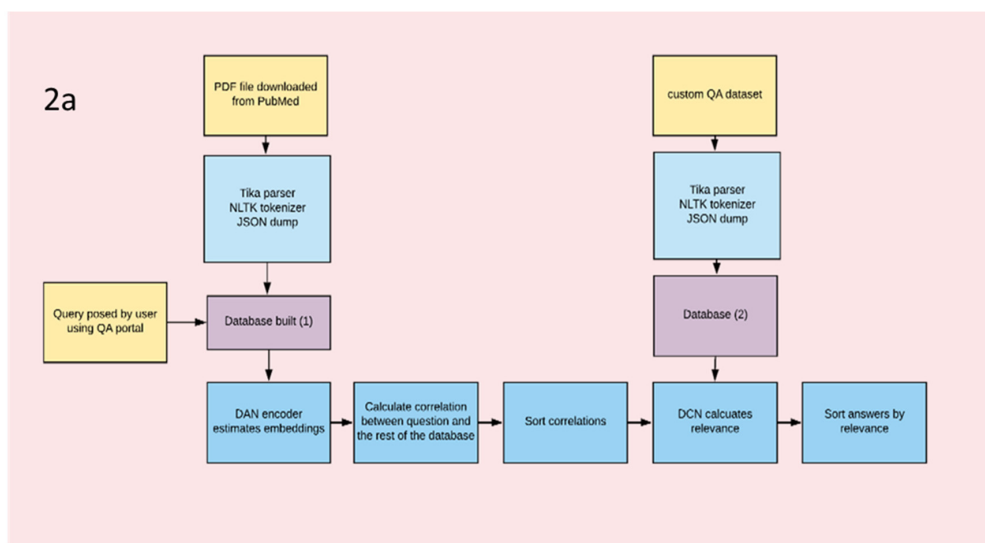 2a
PDF file downloaded
from PubMed
custom QA dataset
Tika parser
NLTK tokenizer
JSON dump
Tika parser
NLTK tokenizer
JSON dump
Query posed by user
using QA portal
Database built (1)
Database (2)
DAN encoder
estimates embeddings
Calculate correlation
between question and
the rest of the database
Sort correlations
DCN calcuates
relevance
Sort answers by
relevance